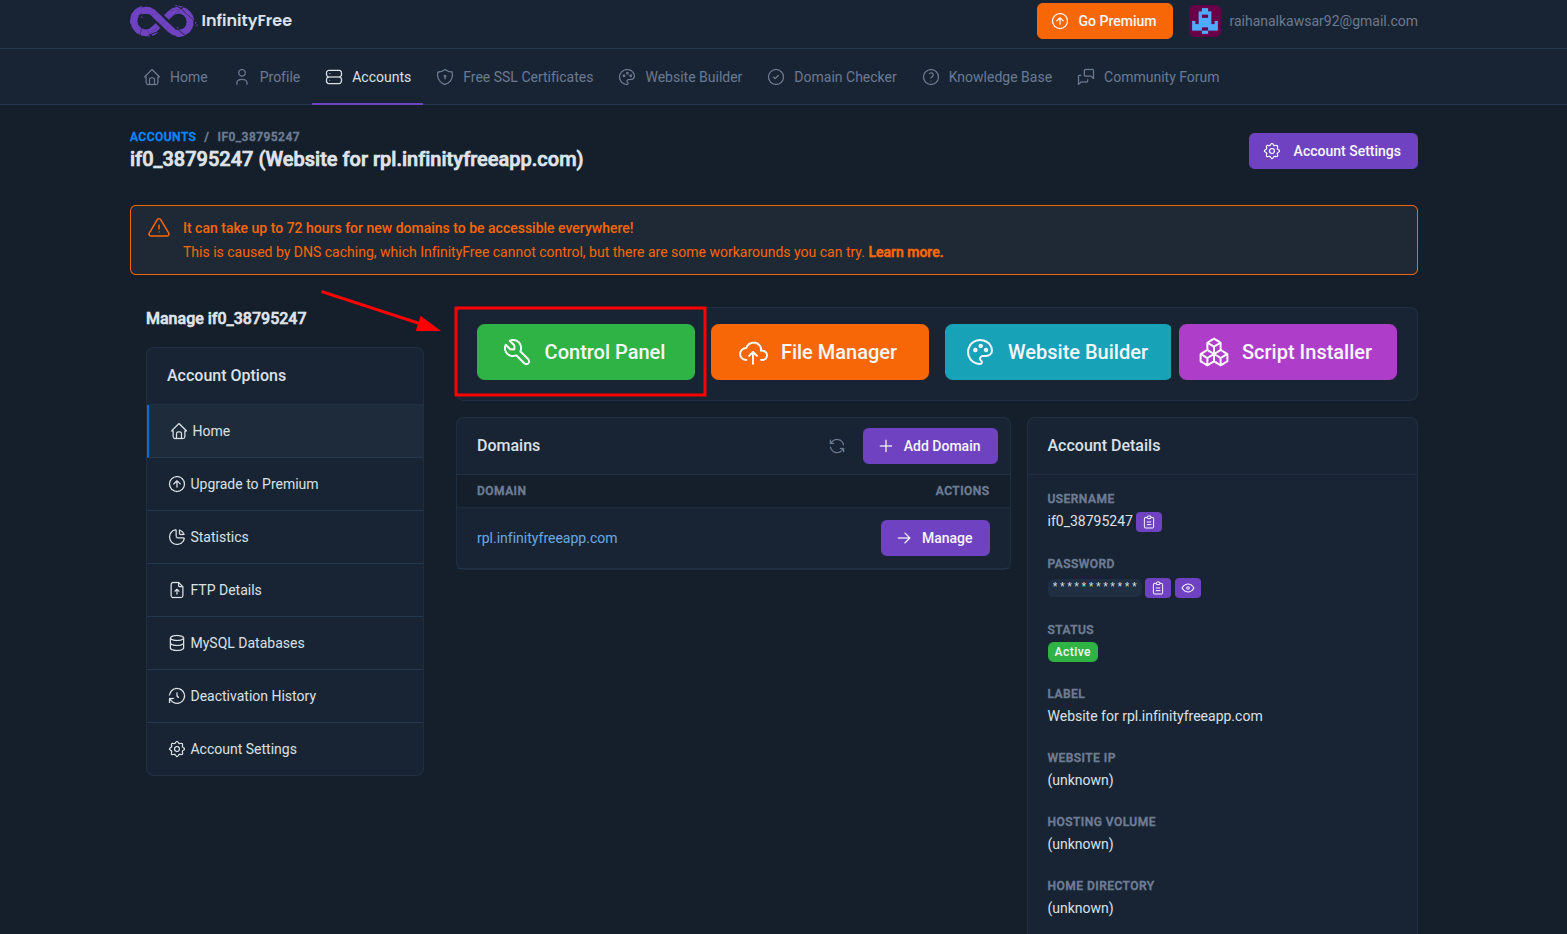 InfinityFree
Go Premium
raihanalkawsar92@gmail.com
Home
Profile
Accounts
Free SSL Certificates
Website Builder
Domain Checker
Knowledge Base
Community Forum
ACCOUNTS / IF0_38795247
if0_38795247 (Website for rpl.infinityfreeapp.com)
Account Settings
It can take up to 72 hours for new domains to be accessible everywhere!
This is caused by DNS caching, which InfinityFree cannot control, but there are some workarounds you can try. Learn more.
Manage if0_38795247
Account Options
Home
Upgrade to Premium
Statistics
FTP Details
MySQL Databases
Deactivation History
Account Settings
Control Panel
File Manager
Website Builder
Script Installer
Domains
Add Domain
DOMAIN
ACTIONS
rpl.infinityfreeapp.com
Manage
Account Details
USERNAME
if0_38795247
PASSWORD
************
STATUS
Active
LABEL
Website for rpl.infinityfreeapp.com
WEBSITE IP
(unknown)
HOSTING VOLUME
(unknown)
HOME DIRECTORY
(unknown)